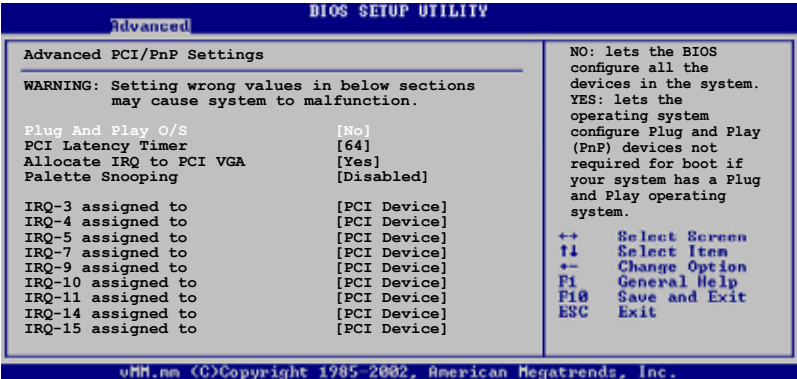 BIOS SETUP UTILITY
Advanced
Advanced PCI/PnP Settings
WARNING: Setting wrong values in below sections
may cause system to malfunction.
Plug And Play O/S [No]
PCI Latency Timer [64]
Allocate IRQ to PCI VGA [Yes]
Palette Snooping [Disabled]
IRQ-3 assigned to [PCI Device]
IRQ-4 assigned to [PCI Device]
IRQ-5 assigned to [PCI Device]
IRQ-7 assigned to [PCI Device]
IRQ-9 assigned to [PCI Device]
IRQ-10 assigned to [PCI Device]
IRQ-11 assigned to [PCI Device]
IRQ-14 assigned to [PCI Device]
IRQ-15 assigned to [PCI Device]
NO: lets the BIOS
configure all the
devices in the system.
YES: lets the
operating system
configure Plug and Play
(PnP) devices not
required for boot if
your system has a Plug
and Play operating
system.
↔ Select Screen
↑↓ Select Item
+- Change Option
F1 General Help
F10 Save and Exit
ESC Exit
vMM.mm (C)Copyright 1985-2002, American Megatrends, Inc.